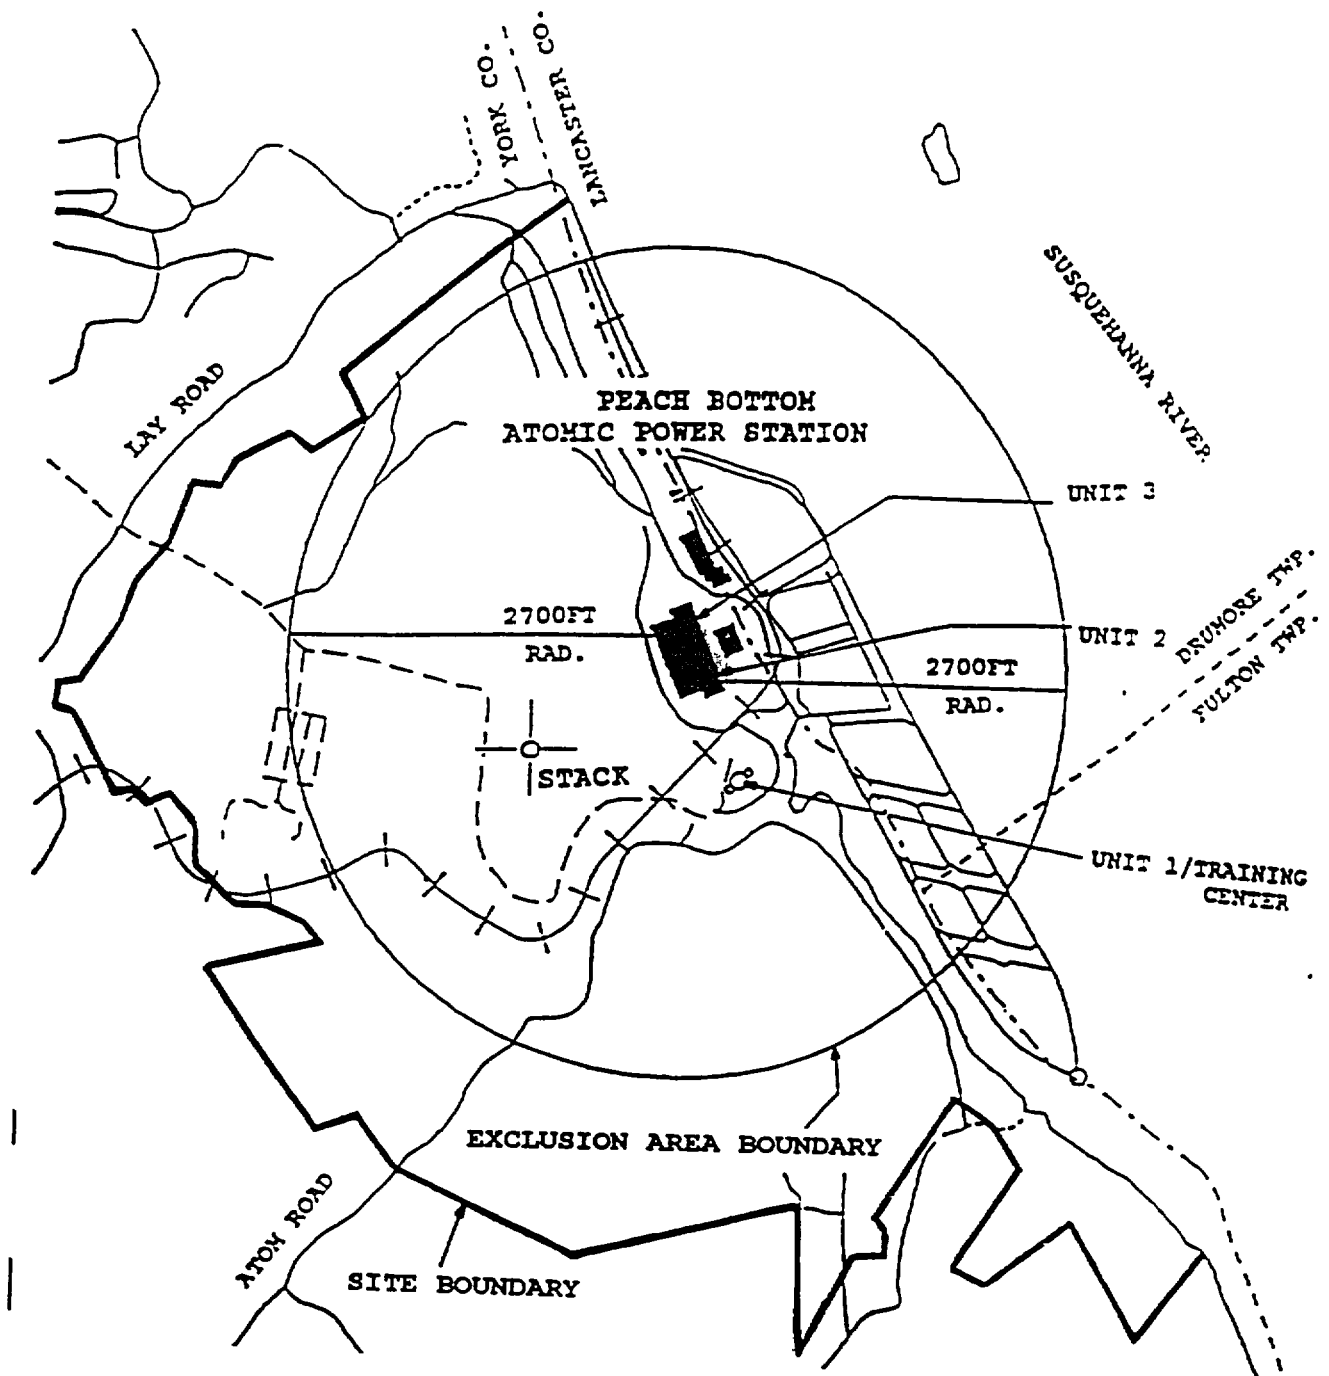 YORK CO.
LANCASTER CO.
SUSQUEHANNA RIVER
LAY ROAD
PEACH BOTTOM
ATOMIC POWER STATION
UNIT 3
DRUMORE TWP.
FULTON TWP.
2700FT
RAD.
UNIT 2
2700FT
RAD.
STACK
UNIT 1/TRAINING
CENTER
EXCLUSION AREA BOUNDARY
ATOM ROAD
SITE BOUNDARY